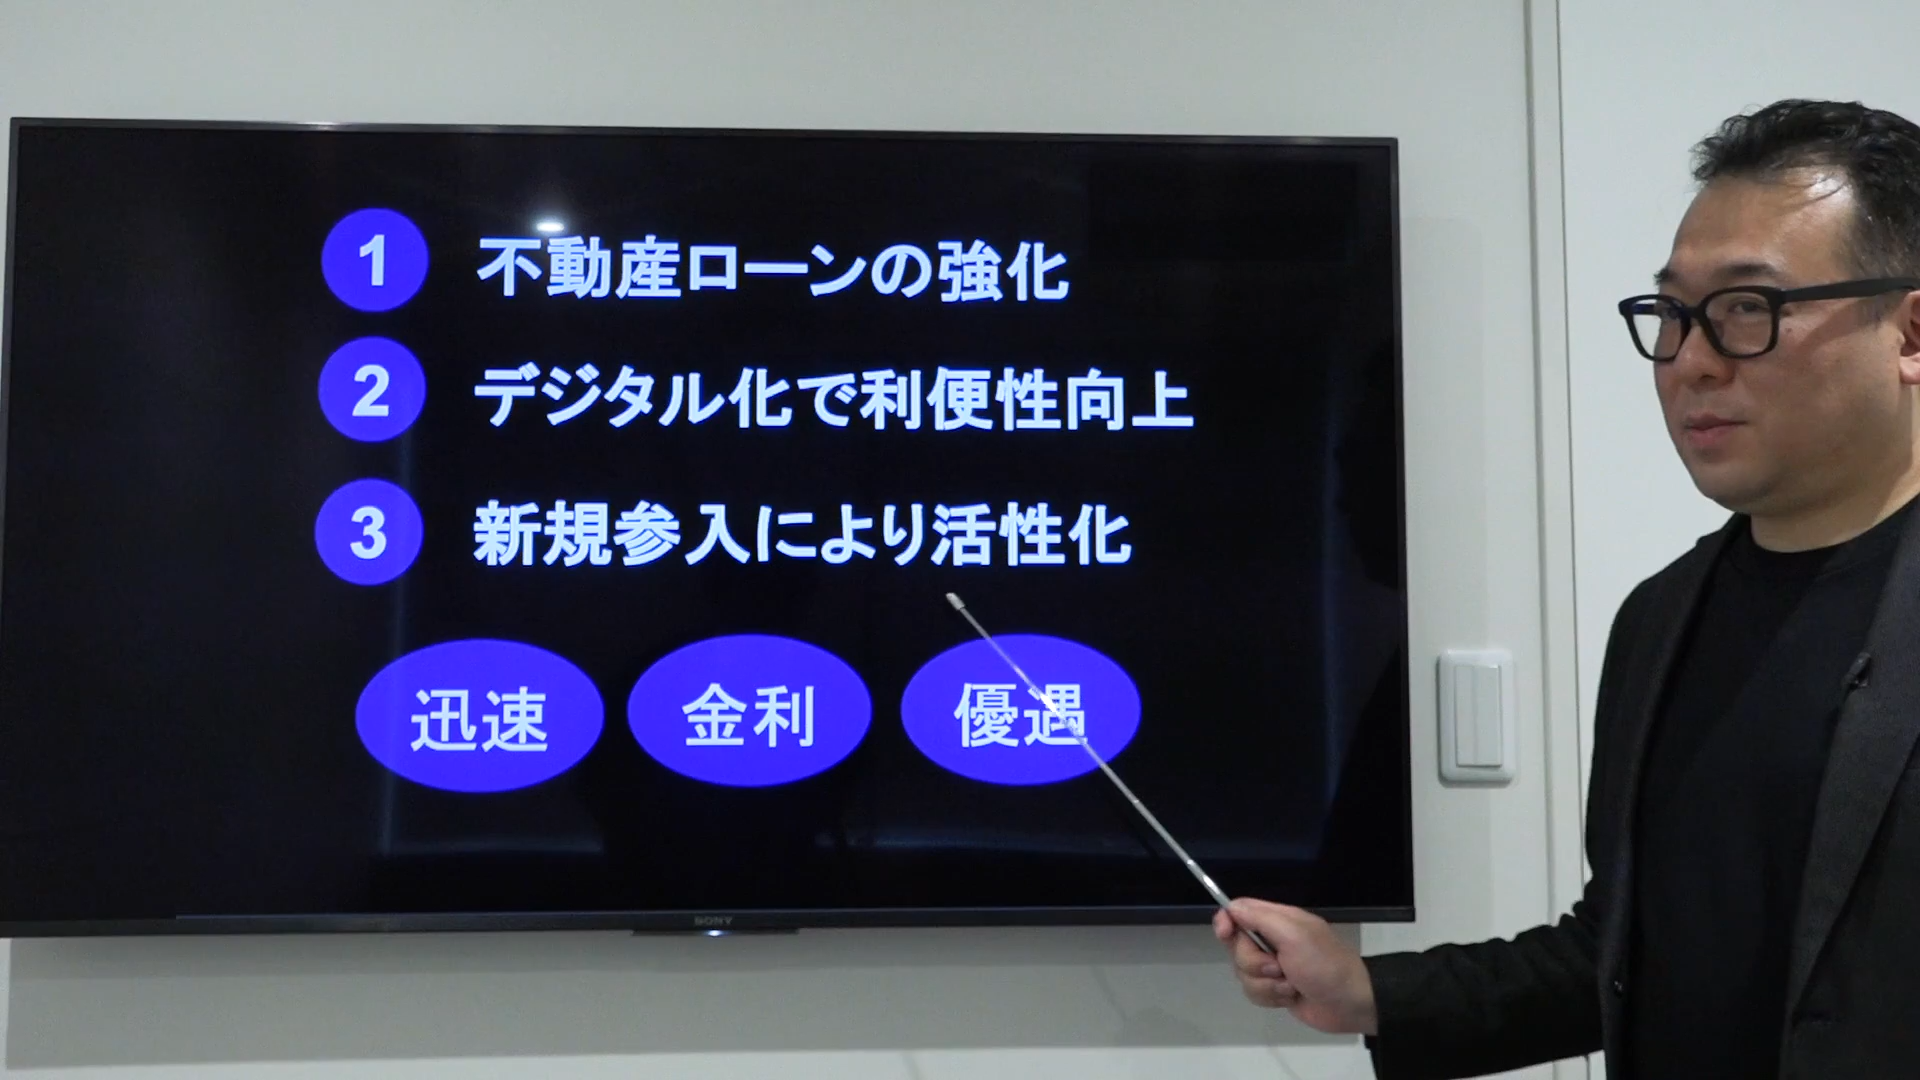 1 不動産ローンの強化
2 デジタル化で利便性向上
3 新規参入により活性化
迅速 金利 優遇
SONY